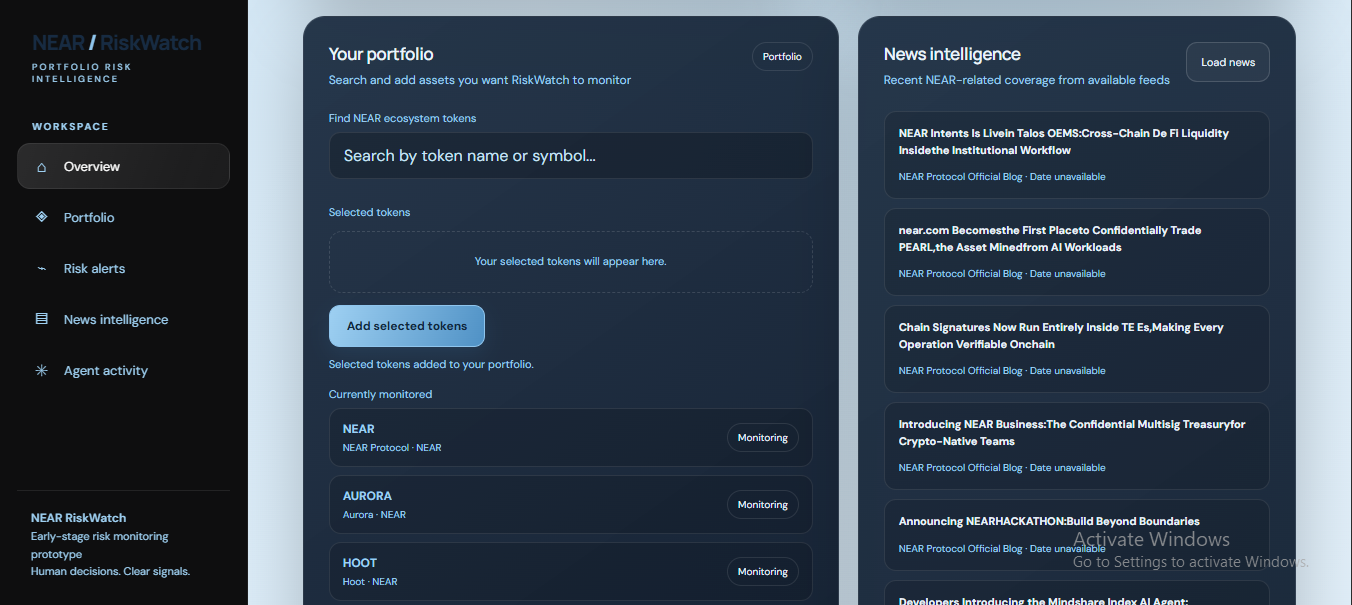 NEAR / RiskWatch
PORTFOLIO RISK
INTELLIGENCE
WORKSPACE
Overview
Portfolio
Risk alerts
News intelligence
Agent activity
NEAR RiskWatch
Early-stage risk monitoring
prototype
Human decisions. Clear signals.
Your portfolio
Portfolio
Search and add assets you want RiskWatch to monitor
Find NEAR ecosystem tokens
Search by token name or symbol...
Selected tokens
Your selected tokens will appear here.
Add selected tokens
Selected tokens added to your portfolio.
Currently monitored
NEAR
NEAR Protocol · NEAR
Monitoring
AURORA
Aurora · NEAR
Monitoring
HOOT
Hoot · NEAR
Monitoring
News intelligence
Recent NEAR-related coverage from available feeds
Load news
NEAR Intents Is Livein Talos OEMS:Cross-Chain De Fi Liquidity
Insidethe Institutional Workflow
NEAR Protocol Official Blog · Date unavailable
near.com Becomesthe First Placeto Confidentially Trade
PEARL,the Asset Minedfrom AI Workloads
NEAR Protocol Official Blog · Date unavailable
Chain Signatures Now Run Entirely Inside TE Es,Making Every
Operation Verifiable Onchain
NEAR Protocol Official Blog · Date unavailable
Introducing NEAR Business:The Confidential Multisig Treasuryfor
Crypto-Native Teams
NEAR Protocol Official Blog · Date unavailable
Announcing NEARHACKATHON:Build Beyond Boundaries
NEAR Protocol Official Blog · Date unavailable
Developers Introducing the Mindshare Index AI Agent:
Activate Windows
Go to Settings to activate Windows.